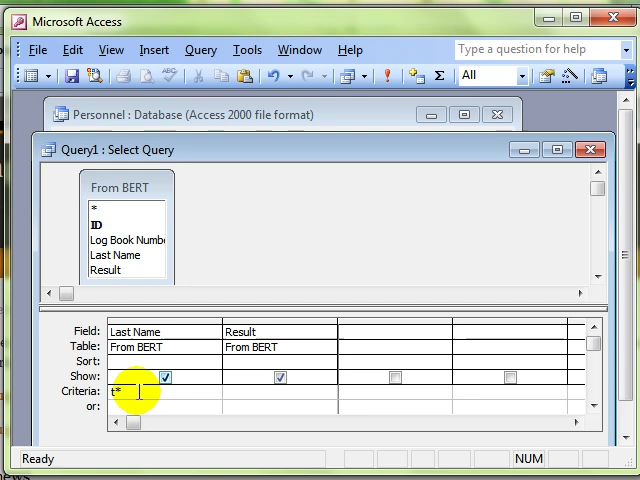 Microsoft Access
File Edit View Insert Query Tools Window Help Type a question for help
All
Personnel : Database (Access 2000 file format)
Query1 : Select Query
From BERT
*
ID
Log Book Numbe
Last Name
Result
Field: Last Name Result
Table: From BERT From BERT
Sort:
Show:
Criteria: t*
or:
Ready NUM
news